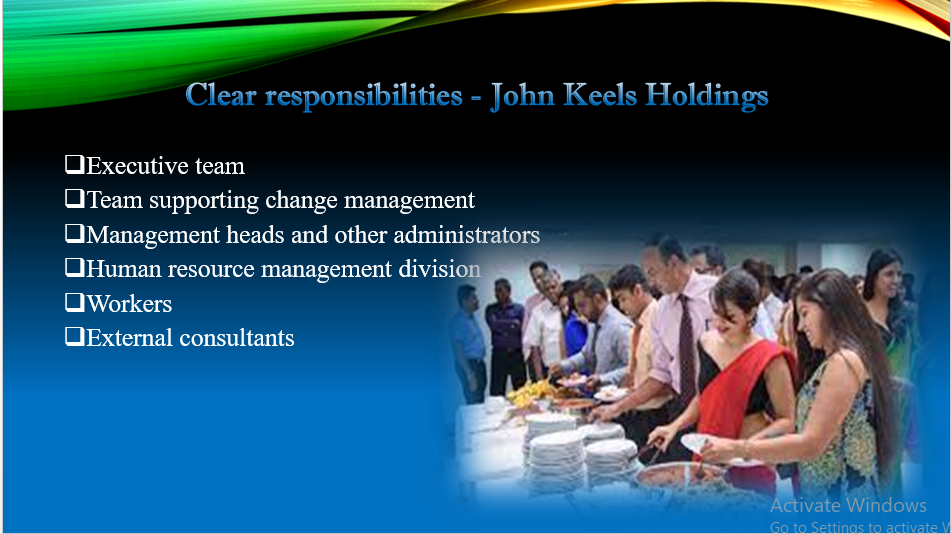 Clear responsibilities - John Keels Holdings
❑Executive team
❑Team supporting change management
❑Management heads and other administrators
❑Human resource management division
❑Workers
❑External consultants
Activate Windows
Go to Settings to activate W